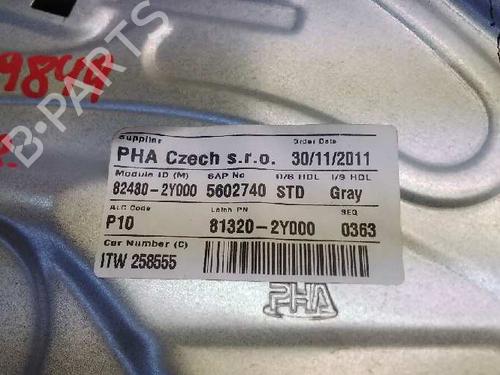 9844
B-PARTS
Supplier Order Date
PHA Czech s.r.o. 30/11/2011
Module ID (M) SAP No O/S HDL I/S HDL
82480-2Y000 5602740 STD Gray
ALC Code Latch PN SEQ
P10 81320-2Y000 0363
Car Number (C)
ITW 258555
PHA